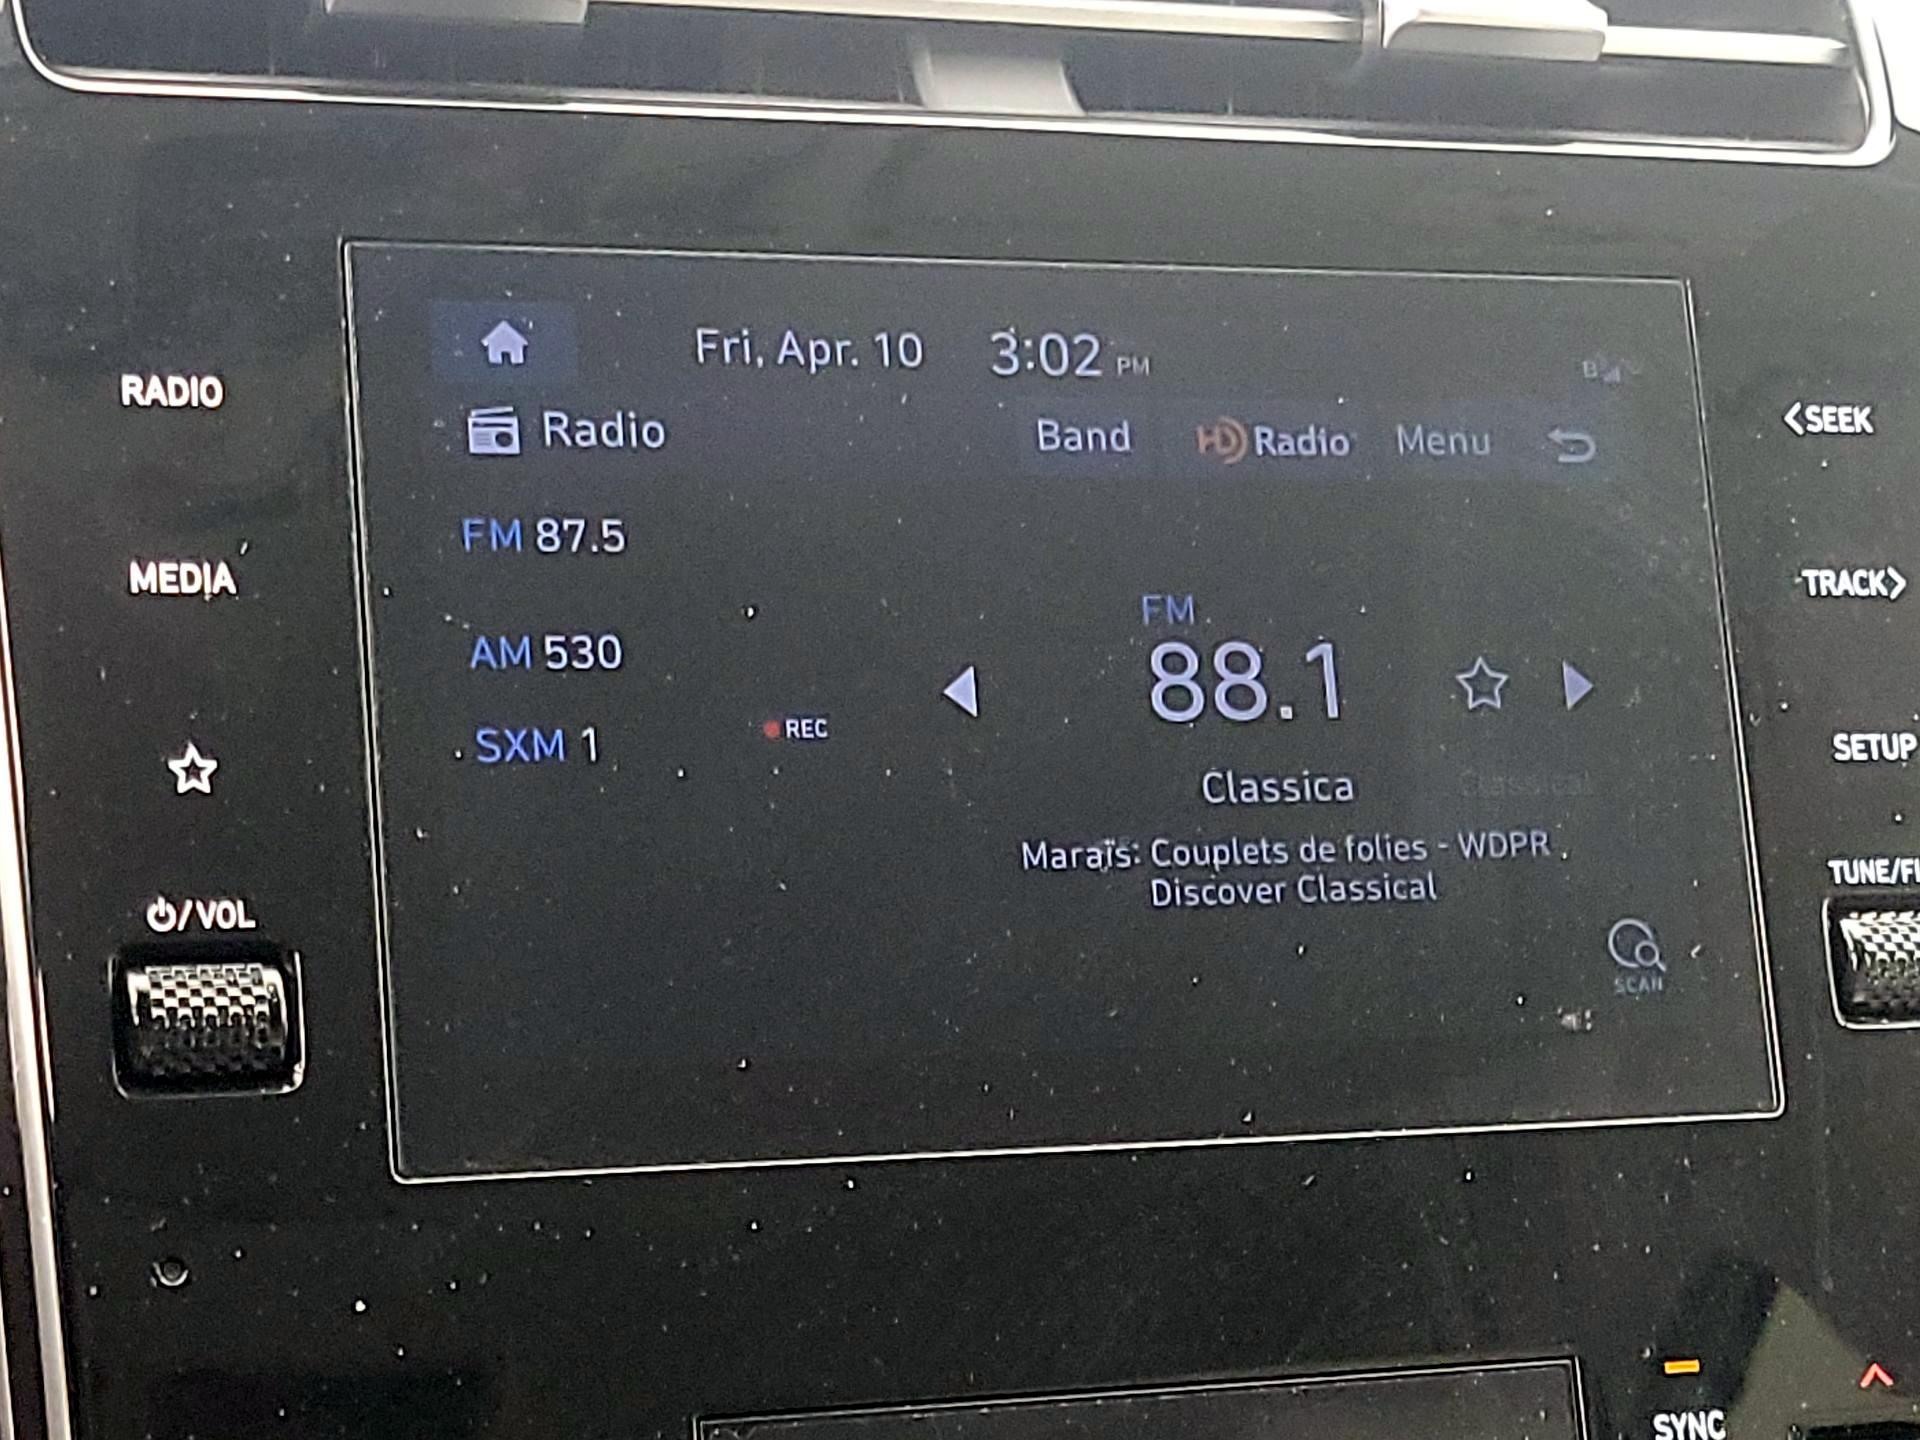 Fri, Apr. 10 3:02 PM
RADIO
Radio Band HD Radio Menu
<SEEK
FM 87.5
MEDIA
TRACK>
FM
AM 530
88.1
REC
SXM 1
SETUP
Classica
Classical
Marais: Couplets de folies - WDPR
Discover Classical
TUNE/
/VOL
SCAN
SYNC